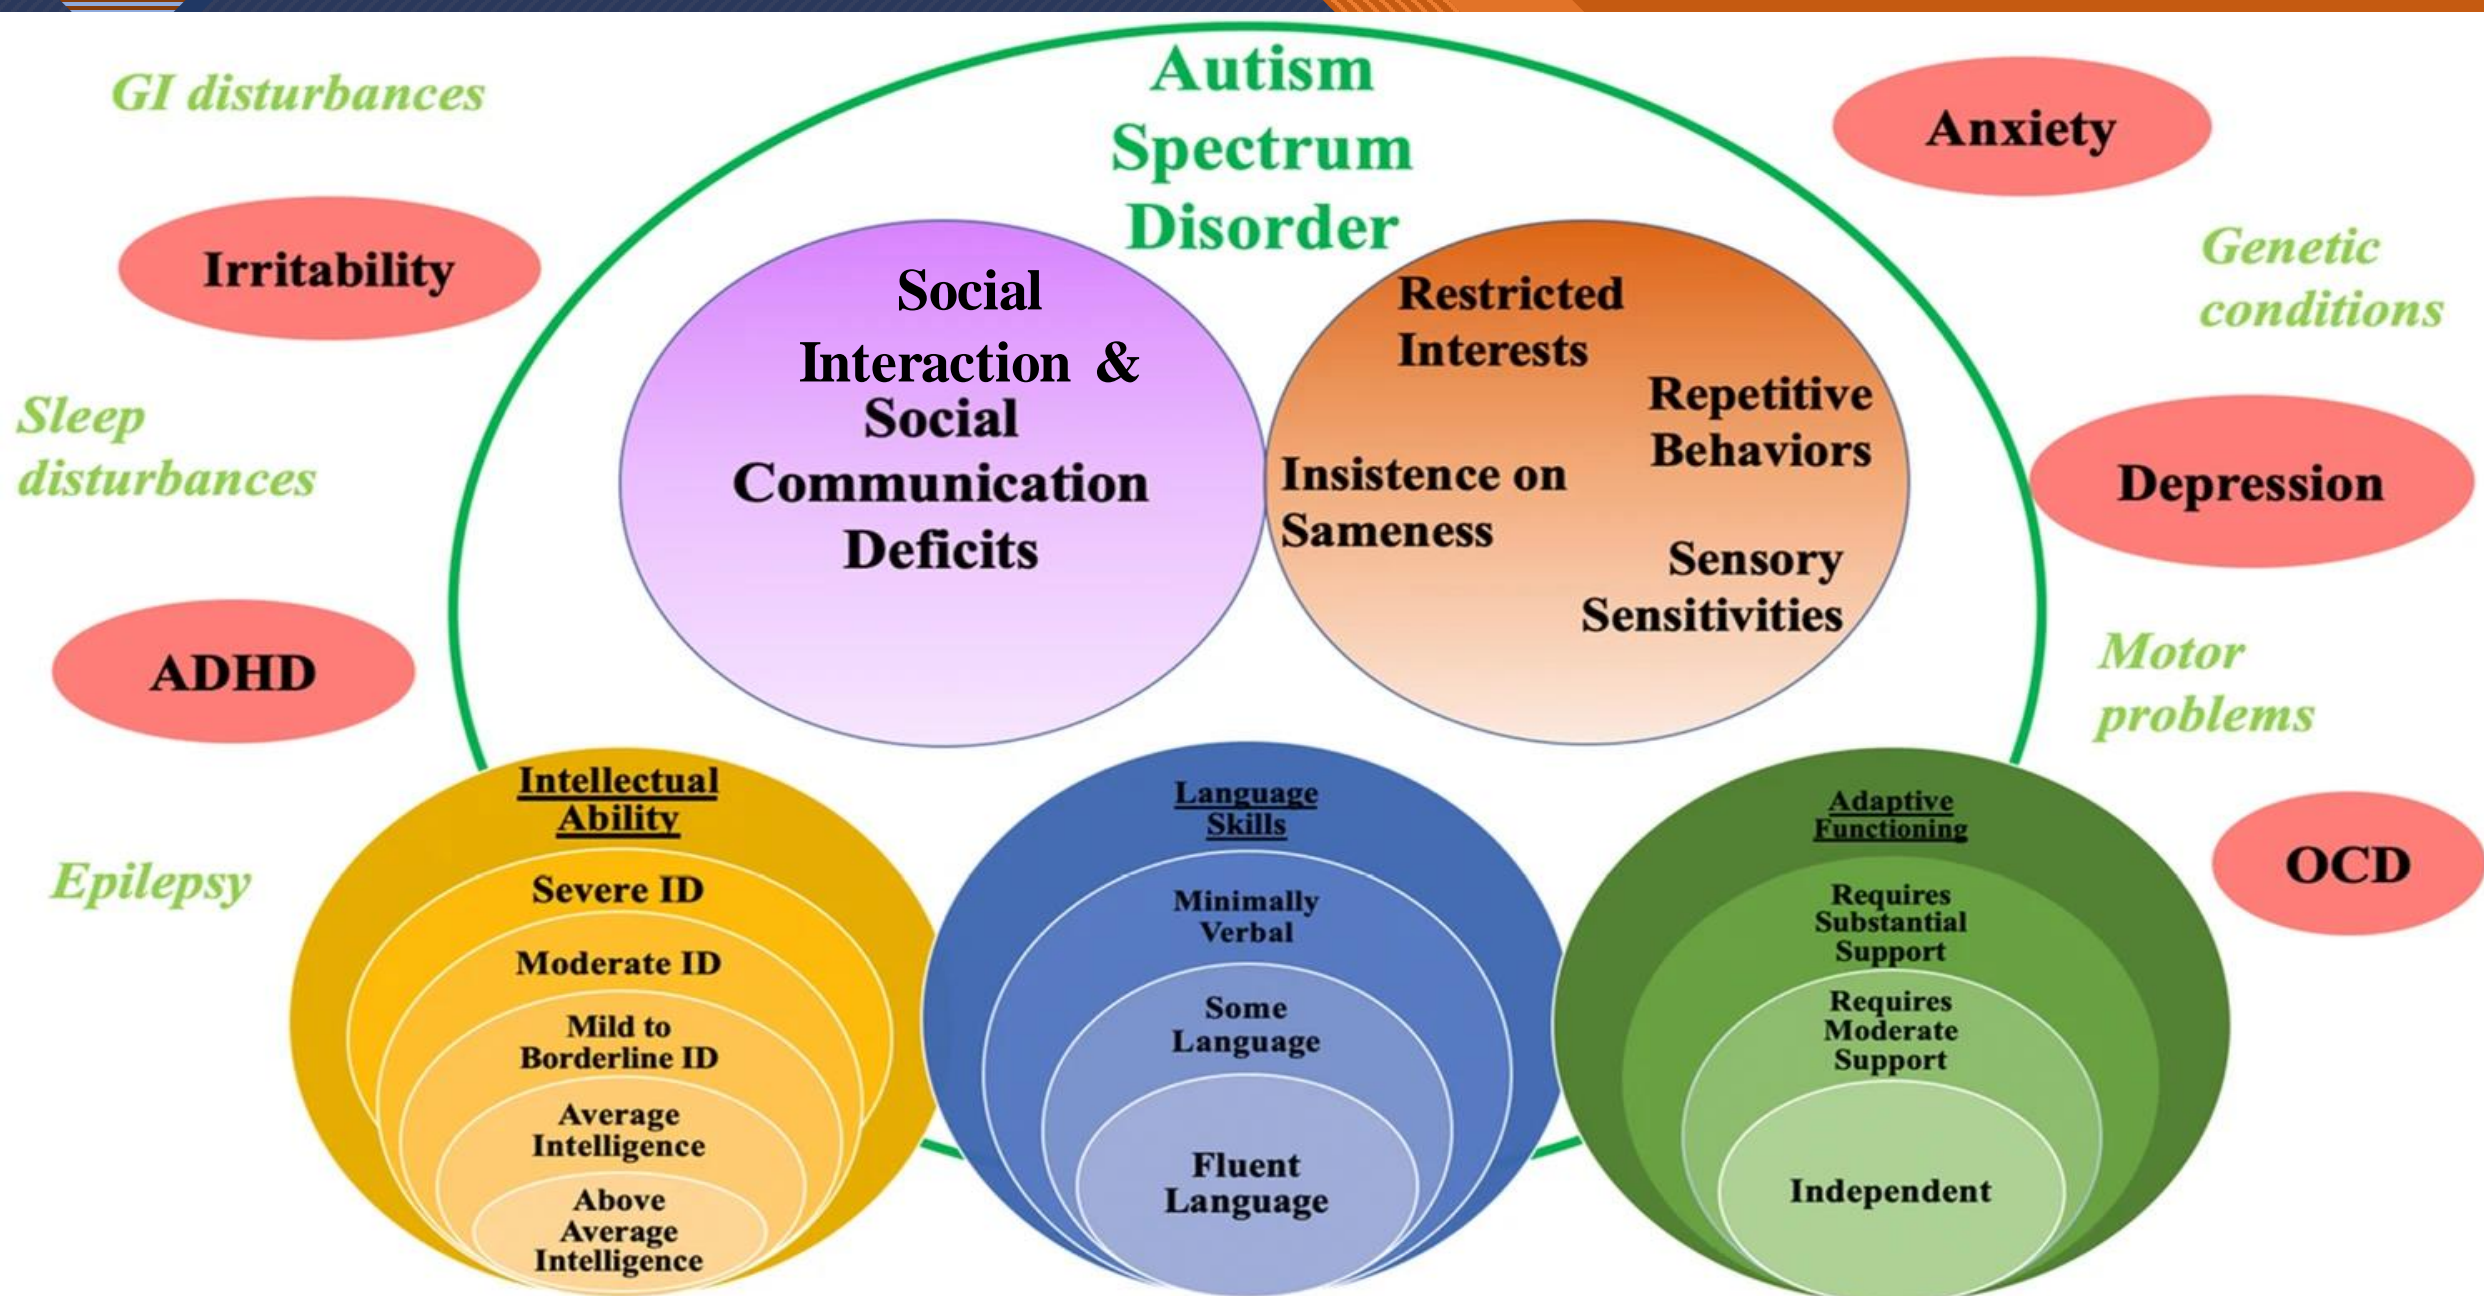 Autism
Spectrum
Disorder
GI disturbances
Irritability
Sleep
disturbances
ADHD
Epilepsy
Social
Interaction &
Social
Communication
Deficits
Restricted
Interests
Repetitive
Behaviors
Insistence on
Sameness
Sensory
Sensitivities
Anxiety
Genetic
conditions
Depression
Motor
problems
OCD
Intellectual
Ability
Severe ID
Moderate ID
Mild to
Borderline ID
Average
Intelligence
Above
Average
Intelligence
Language
Skills
Minimally
Verbal
Some
Language
Fluent
Language
Adaptive
Functioning
Requires
Substantial
Support
Requires
Moderate
Support
Independent